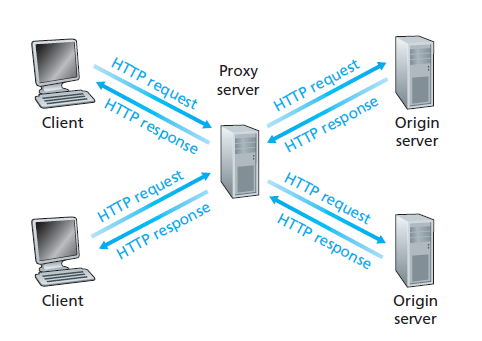 HTTP request
HTTP response
Client
Proxy
server
HTTP request
HTTP response
Origin
server
HTTP request
HTTP response
Client
HTTP request
HTTP response
Origin
server